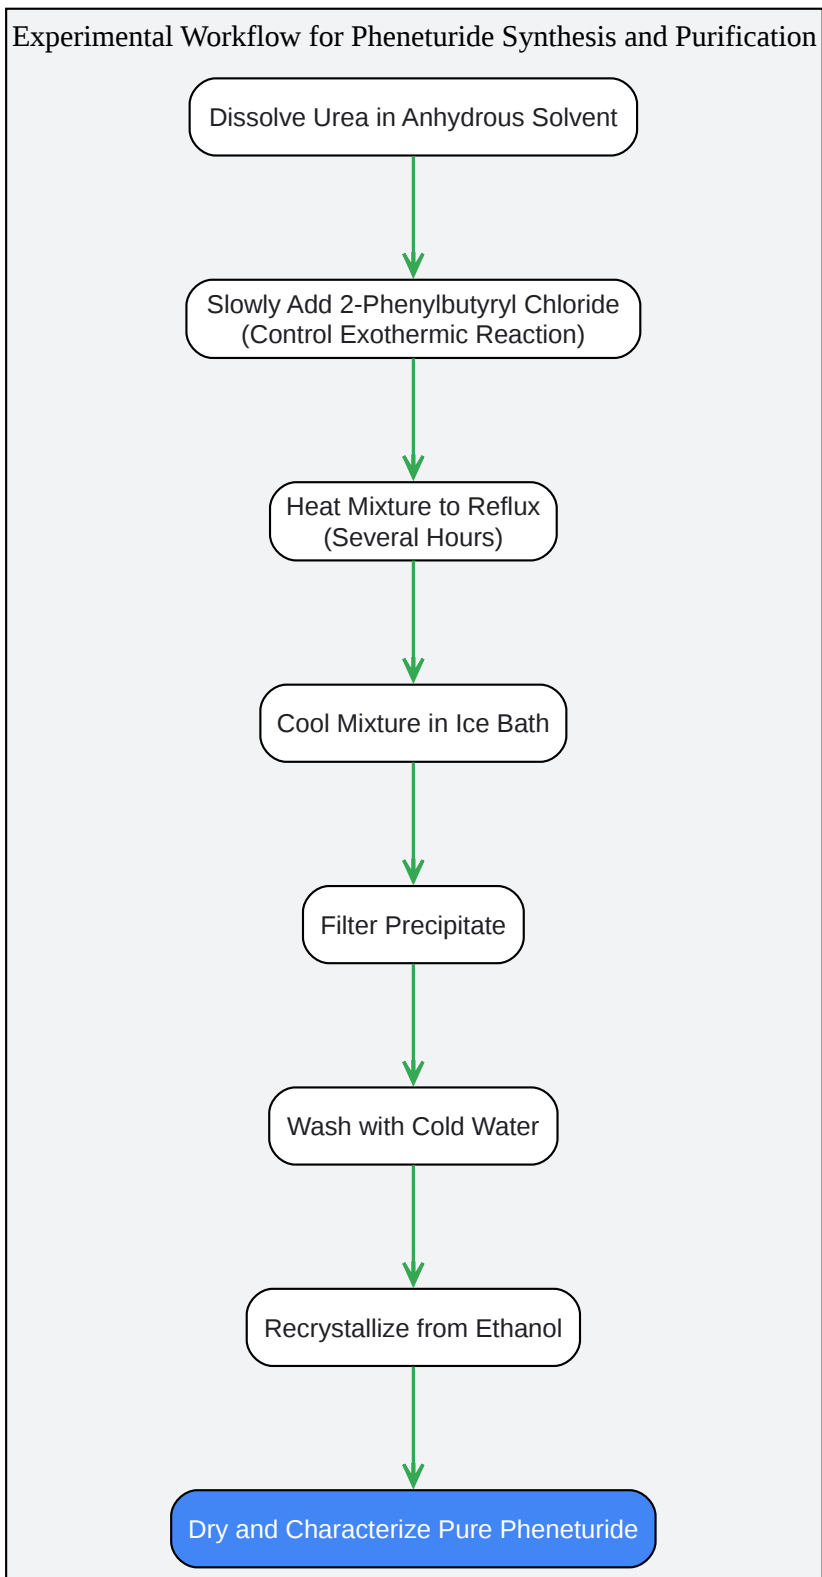 Experimental Workflow for Pheneturide Synthesis and Purification
Dissolve Urea in Anhydrous Solvent
Slowly Add 2-Phenylbutyryl Chloride
(Control Exothermic Reaction)
Heat Mixture to Reflux
(Several Hours)
Cool Mixture in Ice Bath
Filter Precipitate
Wash with Cold Water
Recrystallize from Ethanol
Dry and Characterize Pure Pheneturide